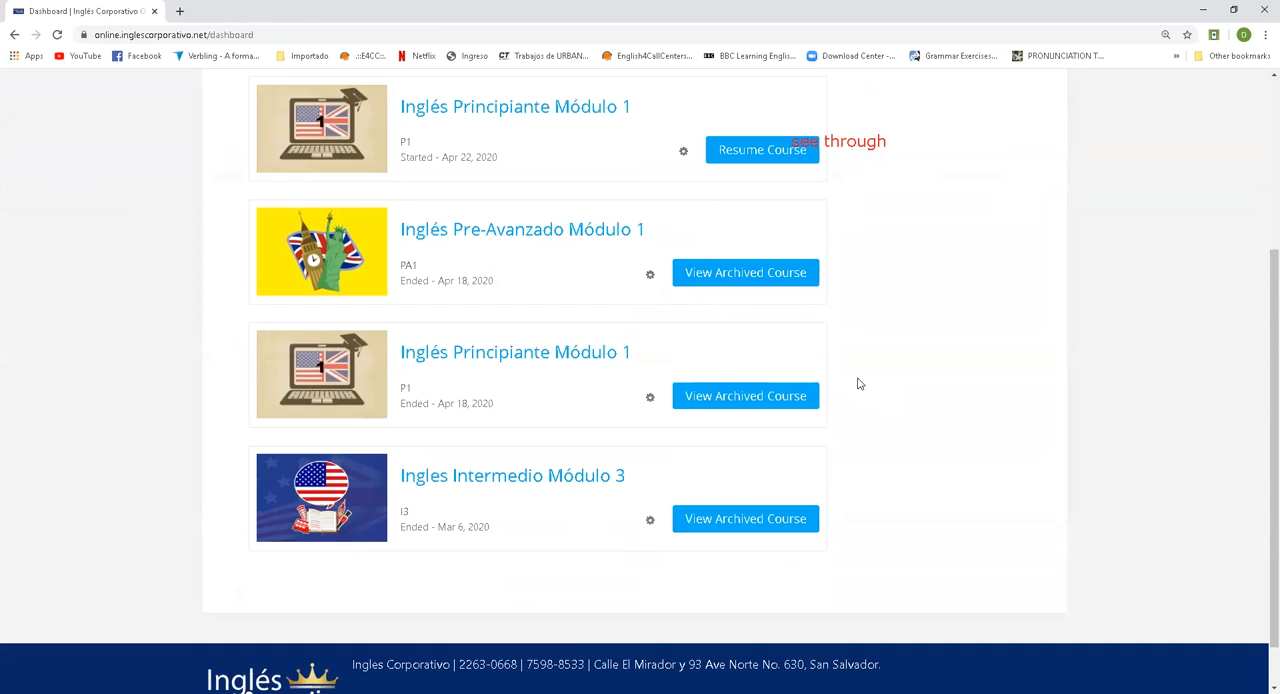 Dashboard | Inglés Corporativo O
online.inglescorporativo.net/dashboard
D
Apps YouTube Facebook Verbling - A forma... Importado .::E4CC::. Netflix Ingreso CT Trabajos de URBAN... English4CallCenters... BBC BBC Learning Englis... Download Center -... Grammar Exercises... PRONUNCIATION T... » Other bookmarks
1
Inglés Principiante Módulo 1
P1
Started - Apr 22, 2020
Resume Course
see through
Inglés Pre-Avanzado Módulo 1
PA1
Ended - Apr 18, 2020
View Archived Course
1
Inglés Principiante Módulo 1
P1
Ended - Apr 18, 2020
View Archived Course
Ingles Intermedio Módulo 3
I3
Ended - Mar 6, 2020
View Archived Course
Ingles Corporativo | 2263-0668 | 7598-8533 | Calle El Mirador y 93 Ave Norte No. 630, San Salvador.
Inglés